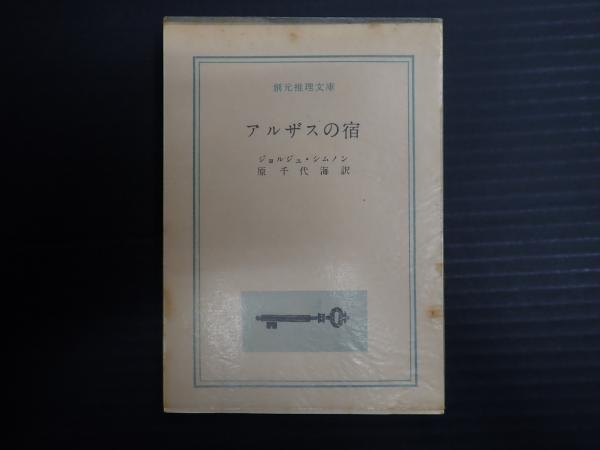 創元推理文庫
アルザスの宿
ジョルジュ・シムノン
原千代海訳